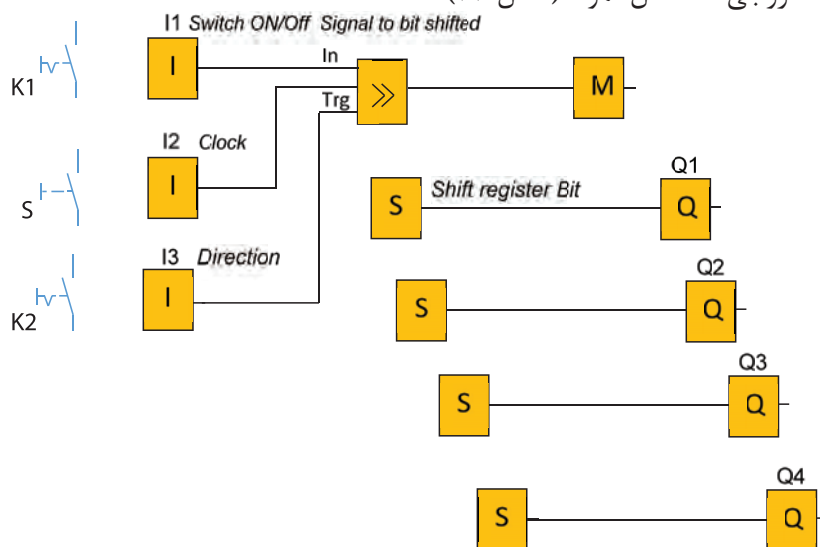 I1 Switch ON/Off Signal to bit shifted
I
In
K1
Trg
>>
M
I2 Clock
I
S
Q1
S
Shift register Bit
Q
I3 Direction
I
K2
Q2
S
Q
Q3
S
Q
Q4
S
Q